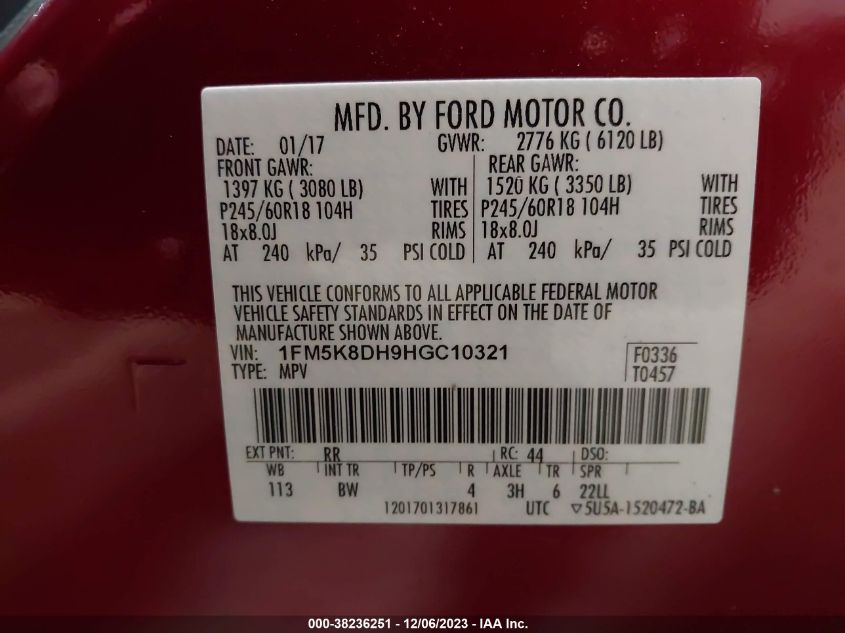 MFD. BY FORD MOTOR CO.
DATE: 01/17 GVWR: 2776 KG ( 6120 LB)
FRONT GAWR: REAR GAWR:
1397 KG ( 3080 LB) WITH 1520 KG ( 3350 LB) WITH
P245/60R18 104H TIRES P245/60R18 104H TIRES
18x8.0J RIMS 18x8.0J RIMS
AT 240 kPa/ 35 PSI COLD AT 240 kPa/ 35 PSI COLD
THIS VEHICLE CONFORMS TO ALL APPLICABLE FEDERAL MOTOR
VEHICLE SAFETY STANDARDS IN EFFECT ON THE DATE OF
MANUFACTURE SHOWN ABOVE.
VIN: 1FM5K8DH9HGC10321 F0336
TYPE: MPV T0457
EXT PNT: RR RC: 44 DSO:
WB INT TR TP/PS R AXLE TR SPR
113 BW 4 3H 6 22LL
1201701317861 UTC ▽5U5A-1520472-BA
000-38236251 - 12/06/2023 - IAA Inc.